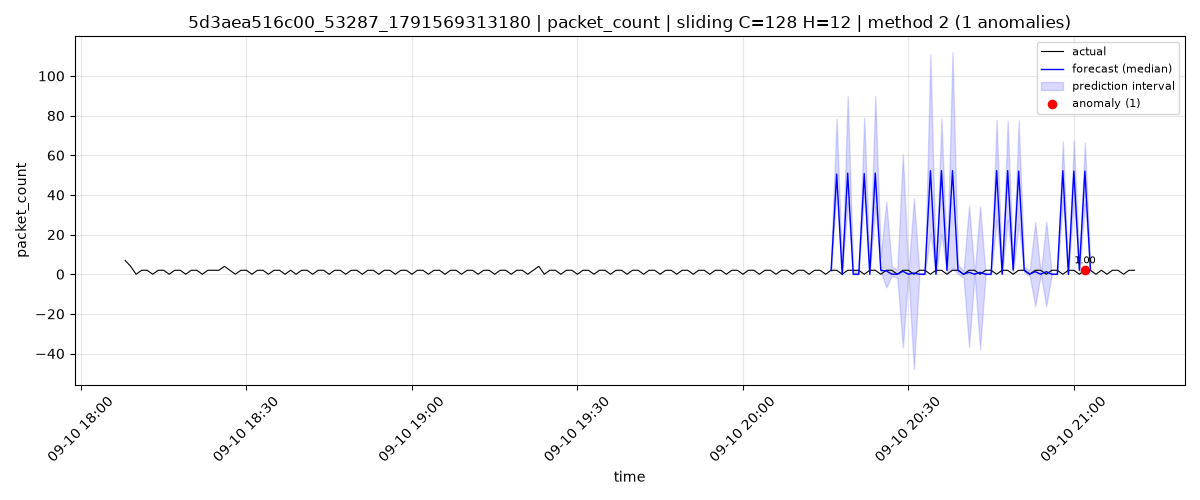 5d3aea516c00_53287_1791569313180 | packet_count | sliding C=128 H=12 | method 2 (1 anomalies)
actual
forecast (median)
prediction interval
anomaly (1)
packet_count
100
80
60
40
20
0
−20
−40
1.00
09-10 18:00
09-10 18:30
09-10 19:00
09-10 19:30
09-10 20:00
09-10 20:30
09-10 21:00
time